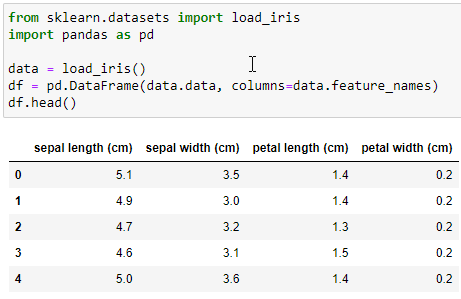 from sklearn.datasets import load_iris
import pandas as pd
data = load_iris()
df = pd.DataFrame(data.data, columns=data.feature_names)
df.head()
sepal length (cm) sepal width (cm) petal length (cm) petal width (cm)
0 5.1 3.5 1.4 0.2
1 4.9 3.0 1.4 0.2
2 4.7 3.2 1.3 0.2
3 4.6 3.1 1.5 0.2
4 5.0 3.6 1.4 0.2